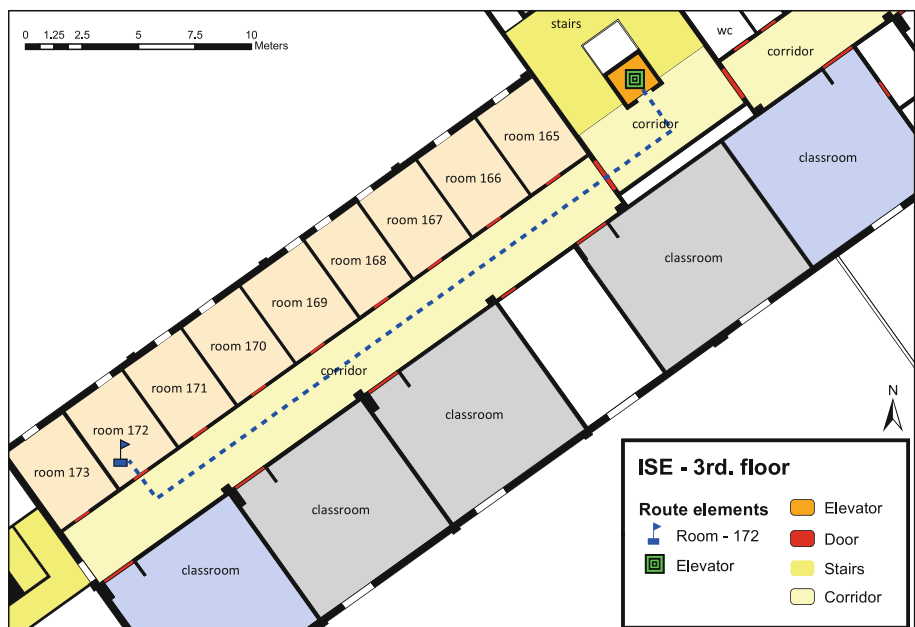 0 1.25 2.5 5 7.5 10
Meters
stairs
wc
corridor
corridor
room 165
classroom
room 166
room 167
classroom
room 168
room 169
room 170
corridor
room 171
room 172
classroom
room 173
classroom
classroom
N
ISE - 3rd. floor
Route elements
Room - 172
Elevator
Elevator
Door
Stairs
Corridor